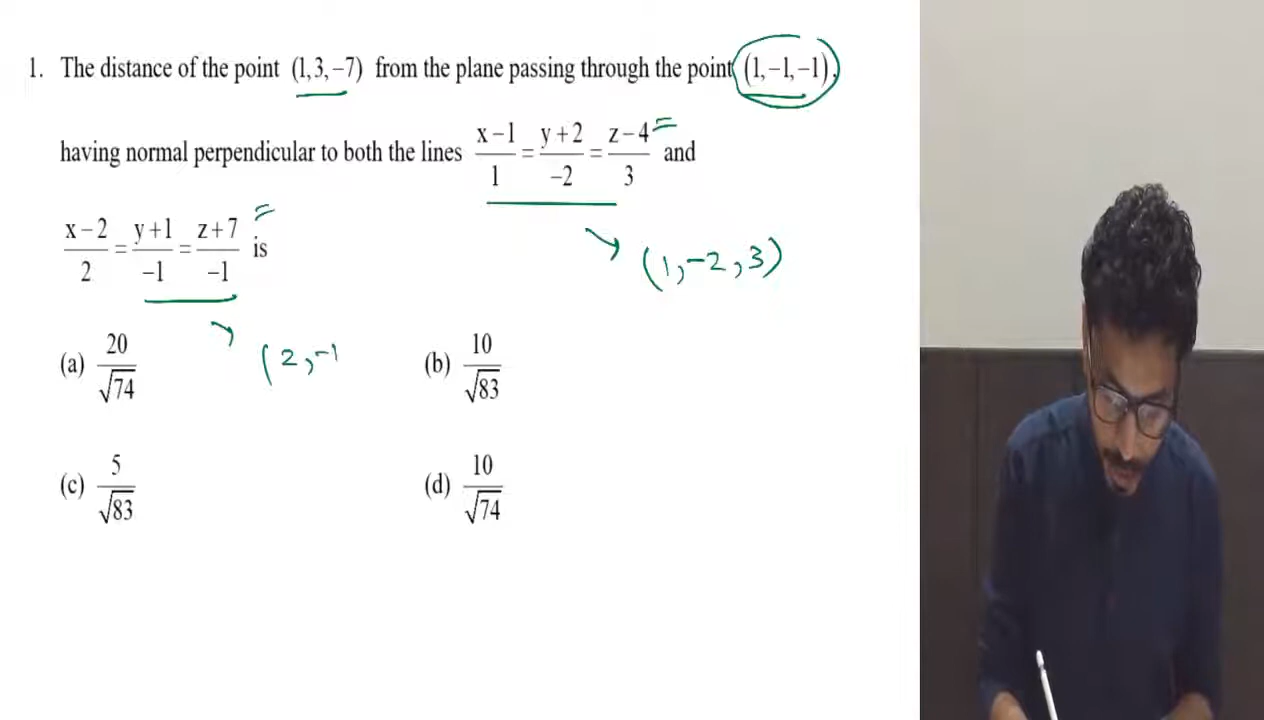 1. The distance of the point (1,3,−7) from the plane passing through the point (1,−1,−1),
having normal perpendicular to both the lines x−1/1 = y+2/−2 = z−4/3 and
x−2/2 = y+1/−1 = z+7/−1 is
(1,-2,3)
(2,-1
(a) 20/√74 (b) 10/√83
(c) 5/√83 (d) 10/√74